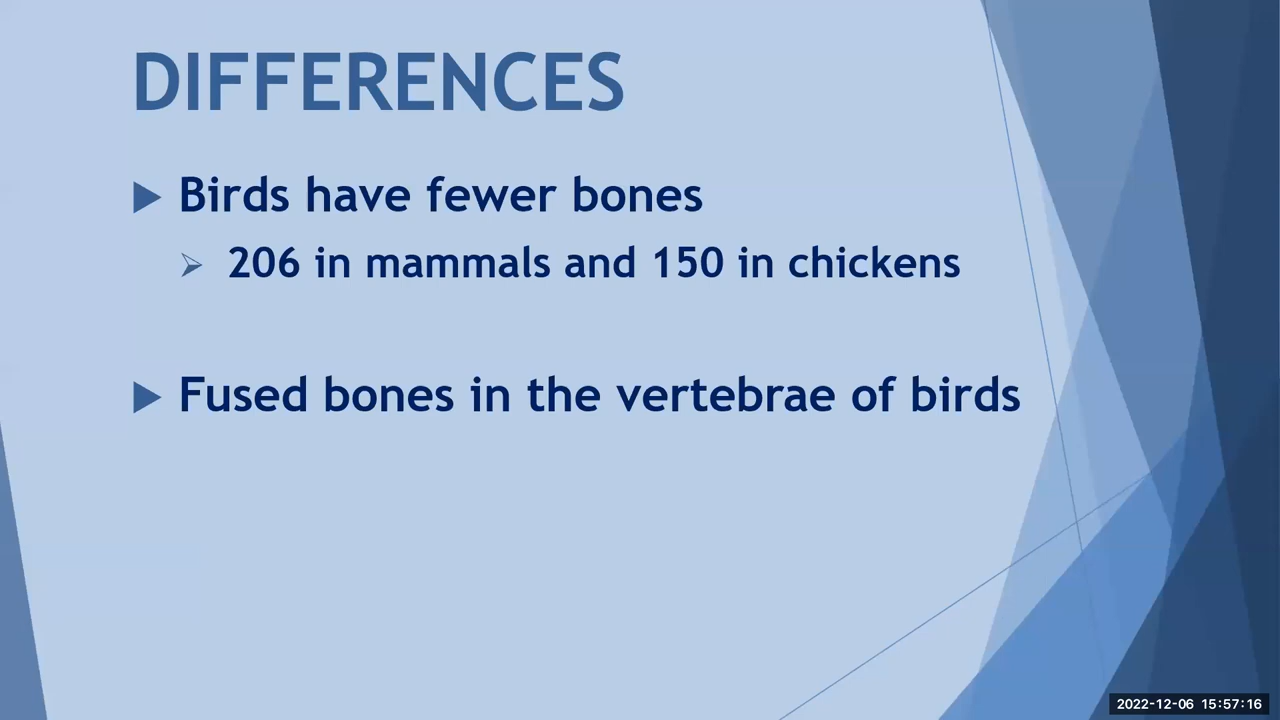 DIFFERENCES
Birds have fewer bones
206 in mammals and 150 in chickens
Fused bones in the vertebrae of birds
2022-12-06 15:57:16